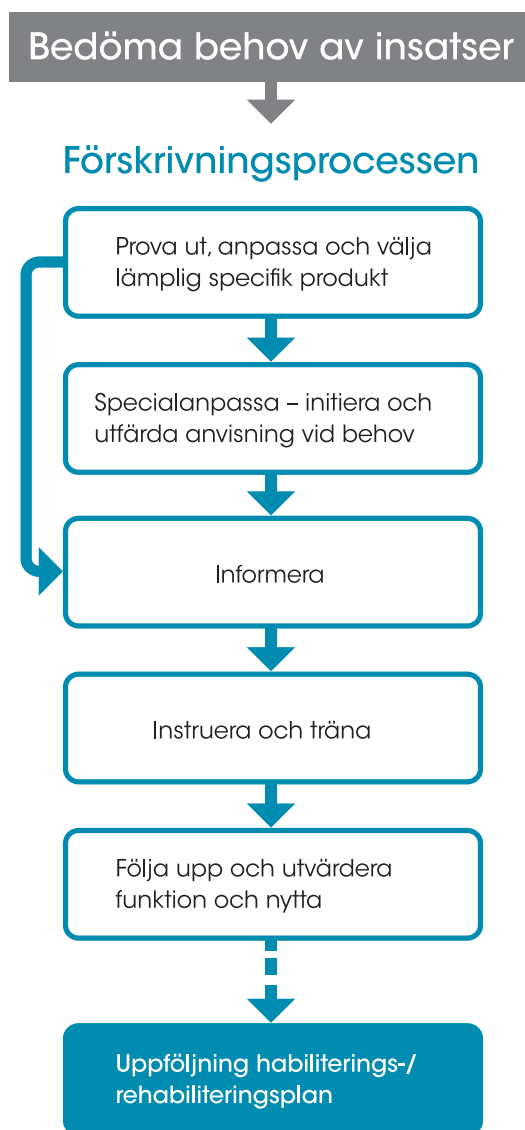 Bedöma behov av insatser
Förskrivningsprocessen
Prova ut, anpassa och välja
lämplig specifik produkt
Specialanpassa – initiera och
utfärda anvisning vid behov
Informera
Instruera och träna
Följa upp och utvärdera
funktion och nytta
Uppföljning habiliterings-/
rehabiliteringsplan